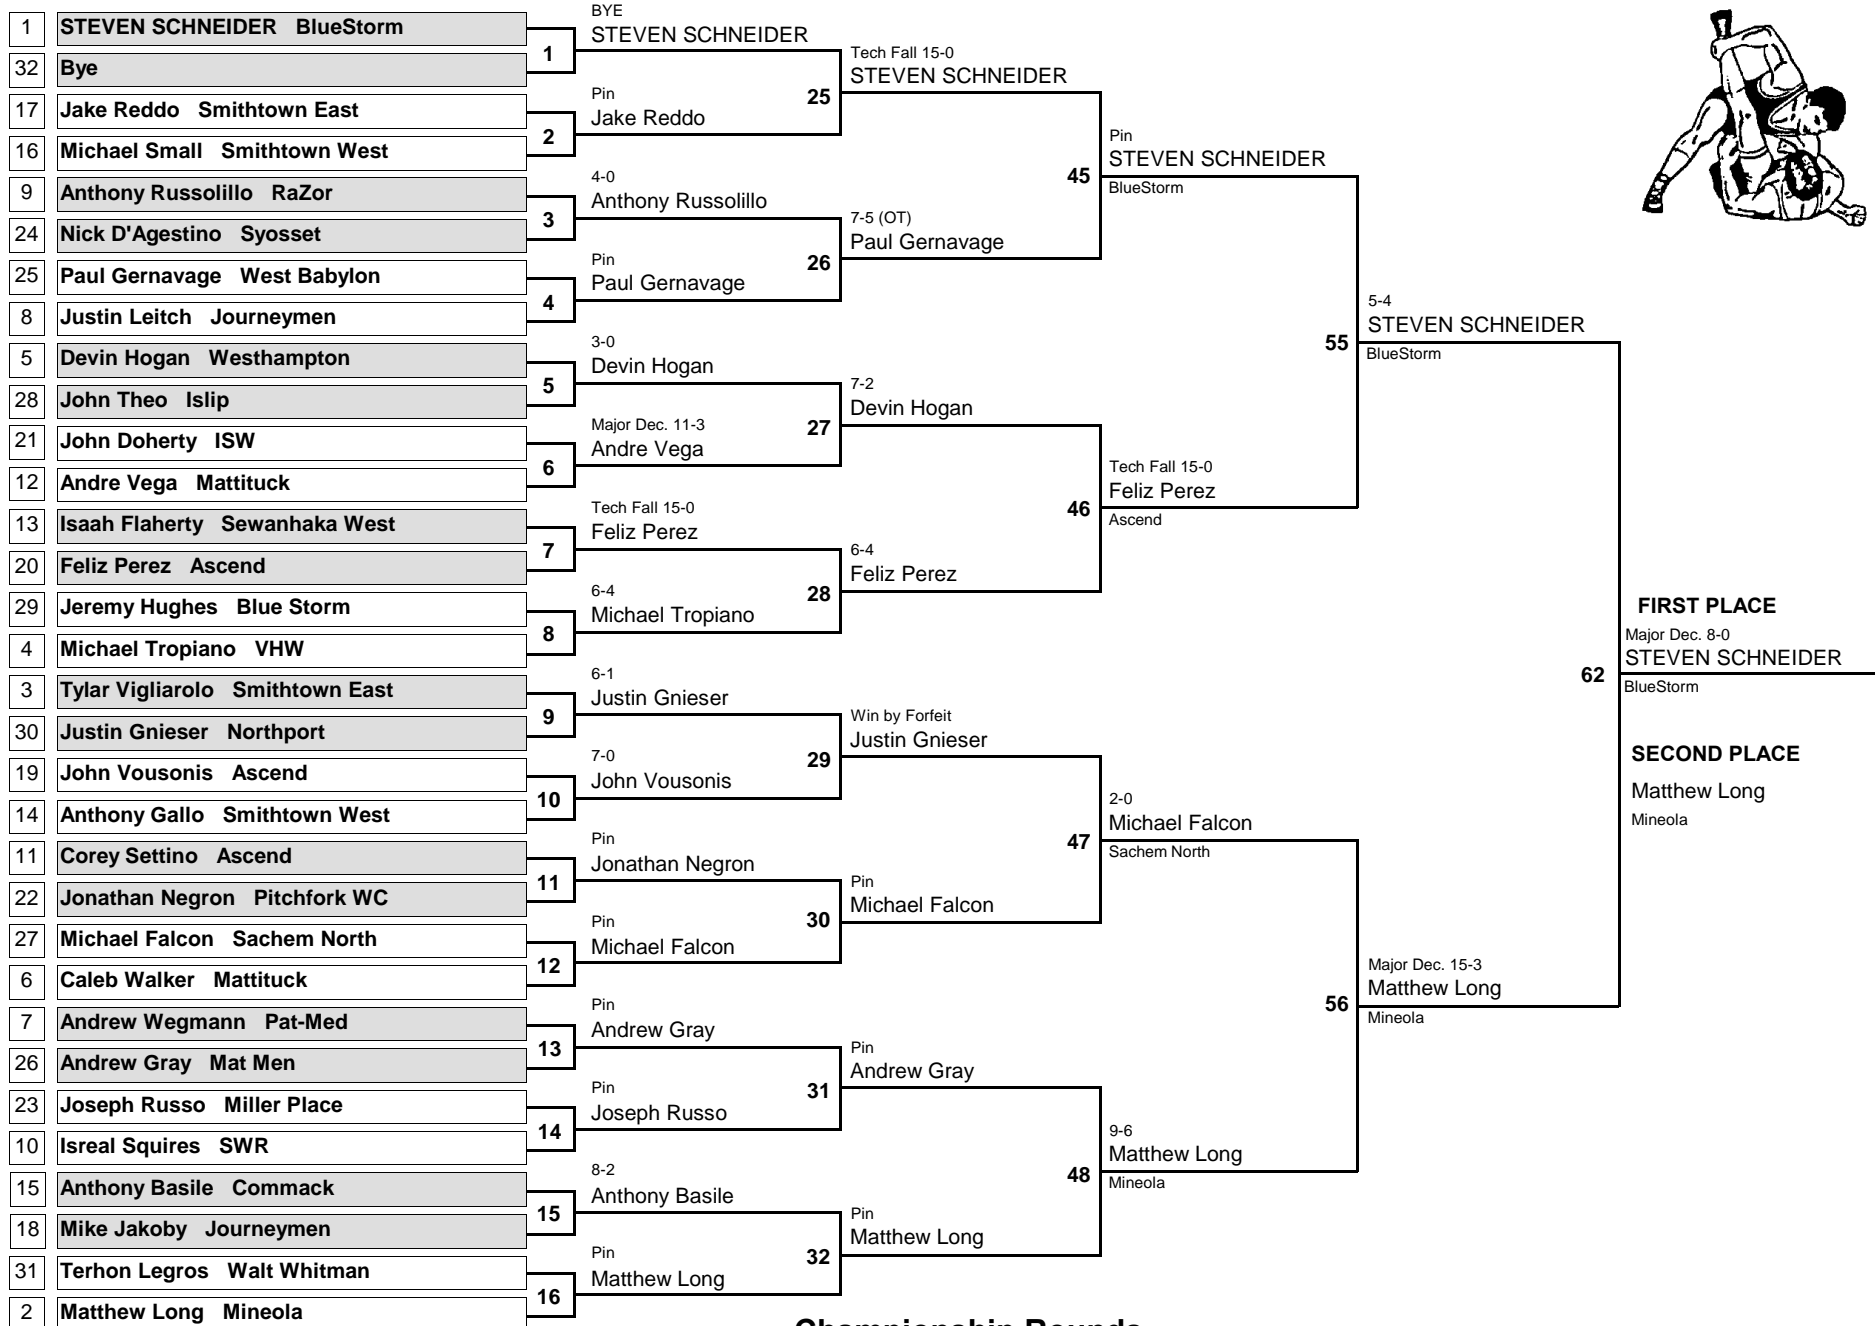 1 STEVEN SCHNEIDER BlueStorm
32 Bye
17 Jake Reddo Smithtown East
16 Michael Small Smithtown West
9 Anthony Russolillo RaZor
24 Nick D'Agestino Syosset
25 Paul Gernavage West Babylon
8 Justin Leitch Journeymen
5 Devin Hogan Westhampton
28 John Theo Islip
21 John Doherty ISW
12 Andre Vega Mattituck
13 Isaah Flaherty Sewanhaka West
20 Feliz Perez Ascend
29 Jeremy Hughes Blue Storm
4 Michael Tropiano VHW
3 Tylar Vigliarolo Smithtown East
30 Justin Gnieser Northport
19 John Vousonis Ascend
14 Anthony Gallo Smithtown West
11 Corey Settino Ascend
22 Jonathan Negron Pitchfork WC
27 Michael Falcon Sachem North
6 Caleb Walker Mattituck
7 Andrew Wegmann Pat-Med
26 Andrew Gray Mat Men
23 Joseph Russo Miller Place
10 Isreal Squires SWR
15 Anthony Basile Commack
18 Mike Jakoby Journeymen
31 Terhon Legros Walt Whitman
2 Matthew Long Mineola
1
2
3
4
5
6
7
8
9
10
11
12
13
14
15
16
BYE
STEVEN SCHNEIDER
Pin
Jake Reddo
4-0
Anthony Russolillo
Pin
Paul Gernavage
3-0
Devin Hogan
Major Dec. 11-3
Andre Vega
Tech Fall 15-0
Feliz Perez
6-4
Michael Tropiano
6-1
Justin Gnieser
7-0
John Vousonis
Pin
Jonathan Negron
Pin
Michael Falcon
Pin
Andrew Gray
Pin
Joseph Russo
8-2
Anthony Basile
Pin
Matthew Long
25
26
27
28
29
30
31
32
Tech Fall 15-0
STEVEN SCHNEIDER
7-5 (OT)
Paul Gernavage
7-2
Devin Hogan
6-4
Feliz Perez
Win by Forfeit
Justin Gnieser
Pin
Michael Falcon
Pin
Andrew Gray
Pin
Matthew Long
45
46
47
48
Pin
STEVEN SCHNEIDER
BlueStorm
Tech Fall 15-0
Feliz Perez
Ascend
2-0
Michael Falcon
Sachem North
9-6
Matthew Long
Mineola
55
56
5-4
STEVEN SCHNEIDER
BlueStorm
Major Dec. 15-3
Matthew Long
Mineola
62
FIRST PLACE
Major Dec. 8-0
STEVEN SCHNEIDER
BlueStorm
SECOND PLACE
Matthew Long
Mineola
Championship Rounds